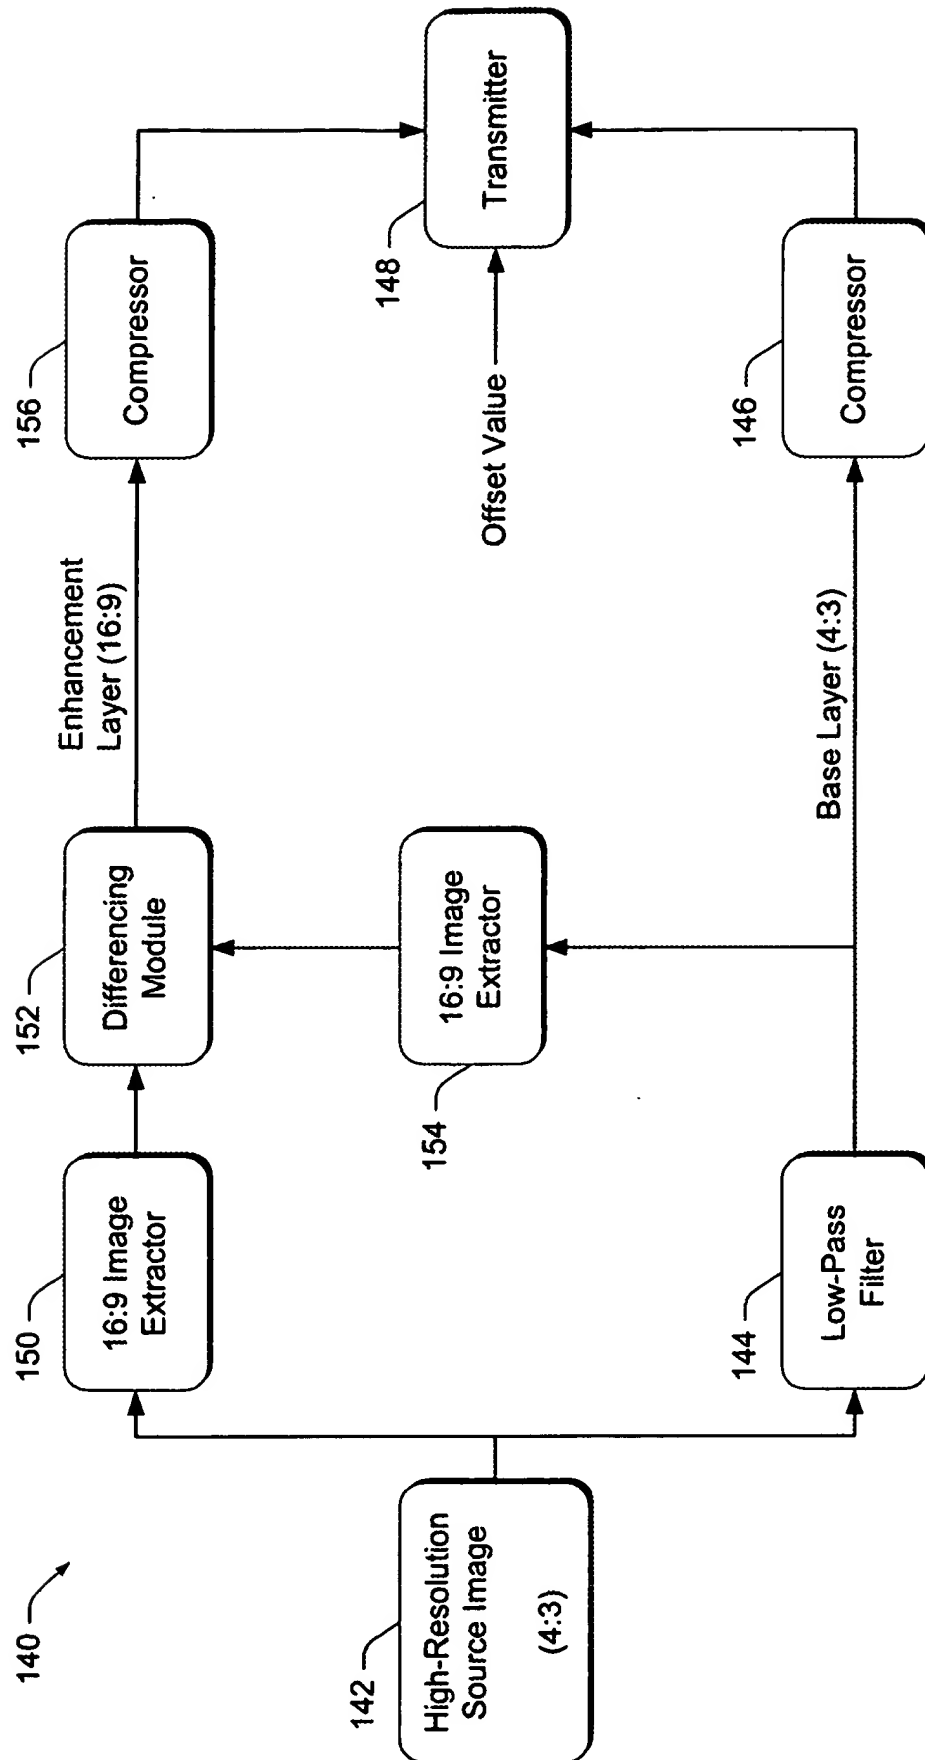 140
142
High-Resolution
Source Image
(4:3)
150
16:9 Image
Extractor
152
Differencing
Module
Enhancement
Layer (16:9)
156
Compressor
154
16:9 Image
Extractor
Offset Value
148
Transmitter
144
Low-Pass
Filter
Base Layer (4:3)
146
Compressor